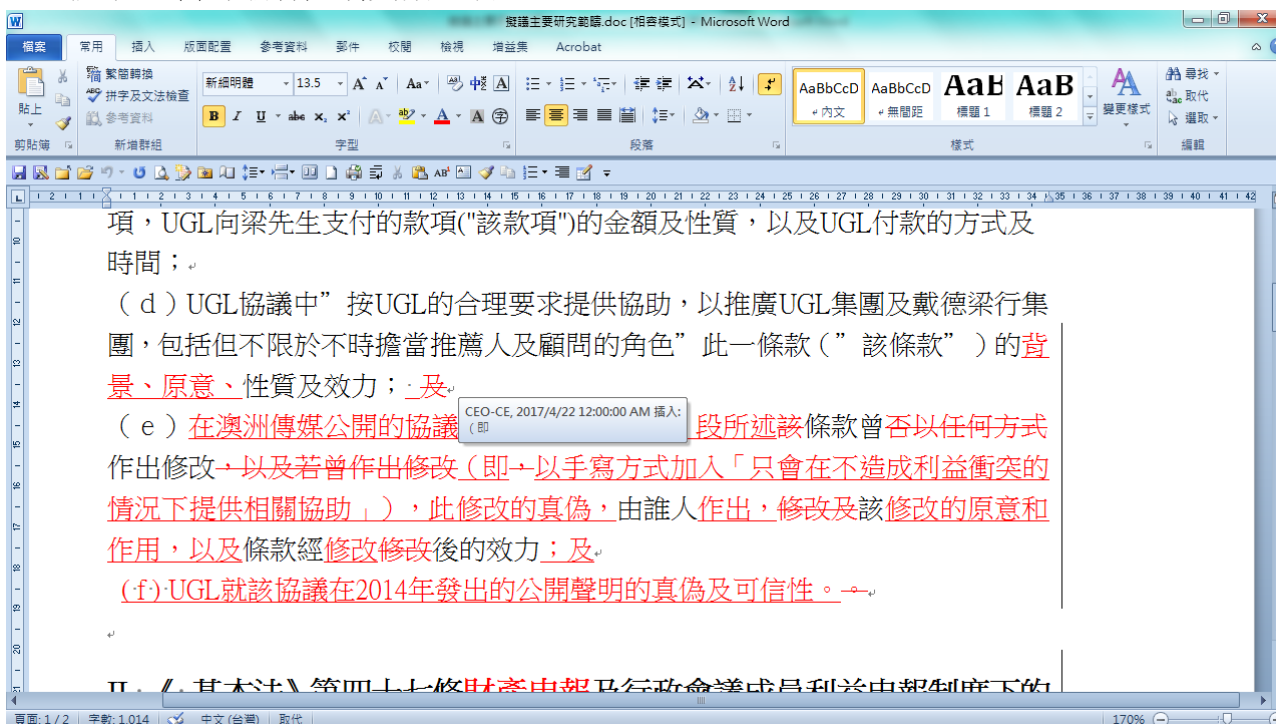 擬議主要研究範疇.doc [相容模式] - Microsoft Word
檔案 常用 插入 版面配置 參考資料 郵件 校閱 檢視 增益集 Acrobat
貼上
繁簡轉換
拼字及文法檢查
參考資料
新細明體 13.5
B I U abc
AaBbCcD AaBbCcD AaB AaB
內文 無間距 標題 1 標題 2
變更樣式
尋找
取代
選取
剪貼簿 新增群組 字型 段落 樣式 編輯
項，UGL向梁先生支付的款項("該款項")的金額及性質，以及UGL付款的方式及
時間；
（d）UGL協議中”按UGL的合理要求提供協助，以推廣UGL集團及戴德梁行集
團，包括但不限於不時擔當推薦人及顧問的角色”此一條款（”該條款”）的背
景、原意、性質及效力； 及
CEO-CE, 2017/4/22 12:00:00 AM 插入:
（即
（e）在澳洲傳媒公開的協議 段所述該條款曾否以任何方式
作出修改，以及若曾作出修改（即，以手寫方式加入「只會在不造成利益衝突的
情況下提供相關協助」），此修改的真偽，由誰人作出，修改及該修改的原意和
作用，以及條款經修改修改後的效力；及
(f) UGL就該協議在2014年發出的公開聲明的真偽及可信性。。
II．《基本法》第四十七條財產申報及行政會議成員利益申報制度下的
頁面: 1 / 2 字數: 1,014 中文 (台灣) 取代 170%